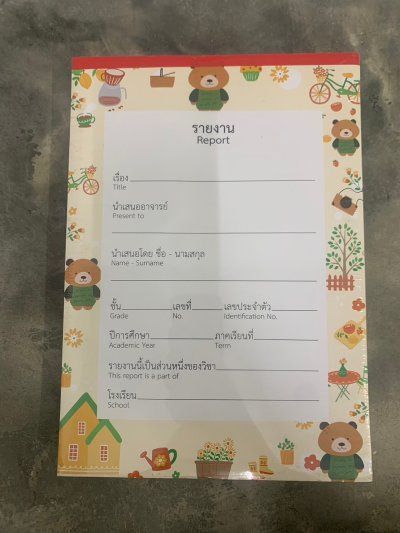 รายงาน
Report
เรื่อง
Title
นำเสนออาจารย์
Present to
นำเสนอโดย ชื่อ - นามสกุล
Name - Surname
ชั้น เลขที่ เลขประจำตัว
Grade No. Identification No.
ปีการศึกษา ภาคเรียนที่
Academic Year Term
รายงานนี้เป็นส่วนหนึ่งของวิชา
This report is a part of
โรงเรียน
School